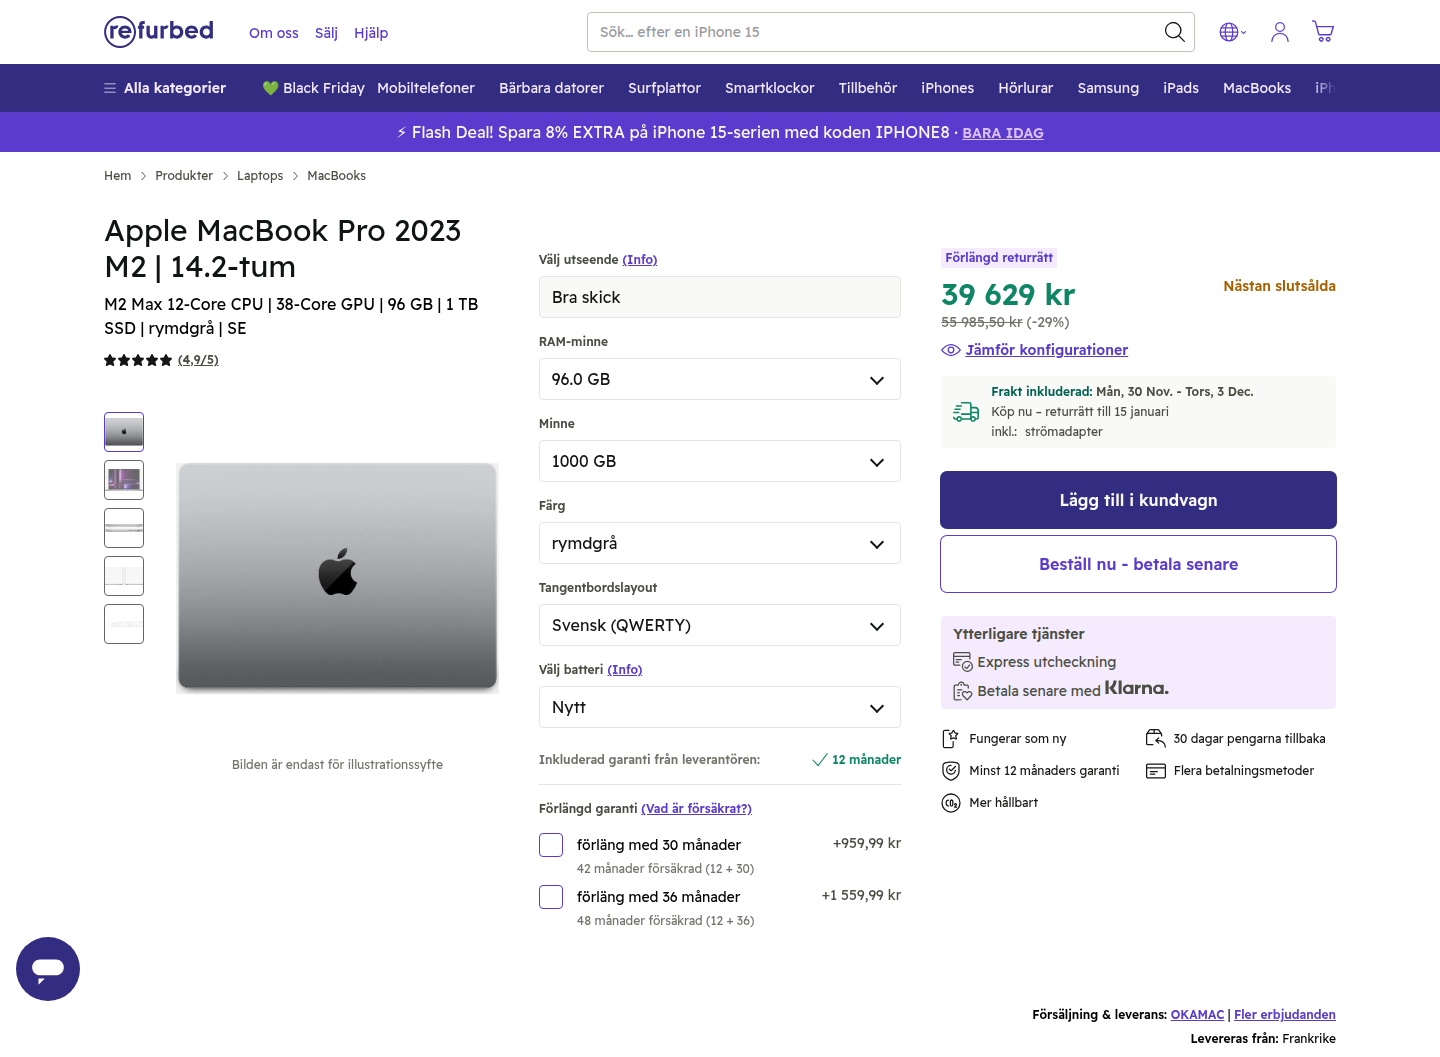 refurbed
Om oss
Sälj
Hjälp
Sök... efter en iPhone 15
Alla kategorier
💚 Black Friday
Mobiltelefoner
Bärbara datorer
Surfplattor
Smartklockor
Tillbehör
iPhones
Hörlurar
Samsung
iPads
MacBooks
⚡ Flash Deal! Spara 8% EXTRA på iPhone 15-serien med koden IPHONE8 · BARA IDAG
Hem > Produkter > Laptops > MacBooks
Apple MacBook Pro 2023
M2 | 14.2-tum
M2 Max 12-Core CPU | 38-Core GPU | 96 GB | 1 TB
SSD | rymdgrå | SE
(4,9/5)
Bilden är endast för illustrationssyfte
Välj utseende (Info)
Bra skick
RAM-minne
96.0 GB
Minne
1000 GB
Färg
rymdgrå
Tangentbordslayout
Svensk (QWERTY)
Välj batteri (Info)
Nytt
Inkluderad garanti från leverantören: 12 månader
Förlängd garanti (Vad är försäkrat?)
förläng med 30 månader +959,99 kr
42 månader försäkrad (12 + 30)
förläng med 36 månader +1 559,99 kr
48 månader försäkrad (12 + 36)
Förlängd returrätt
39 629 kr
Nästan slutsålda
55 985,50 kr (-29%)
Jämför konfigurationer
Frakt inkluderad: Mån, 30 Nov. - Tors, 3 Dec.
Köp nu – returrätt till 15 januari
inkl.: strömadapter
Lägg till i kundvagn
Beställ nu - betala senare
Ytterligare tjänster
Express utcheckning
Betala senare med Klarna.
Fungerar som ny
30 dagar pengarna tillbaka
Minst 12 månaders garanti
Flera betalningsmetoder
Mer hållbart
Försäljning & leverans: OKAMAC | Fler erbjudanden
Levereras från: Frankrike